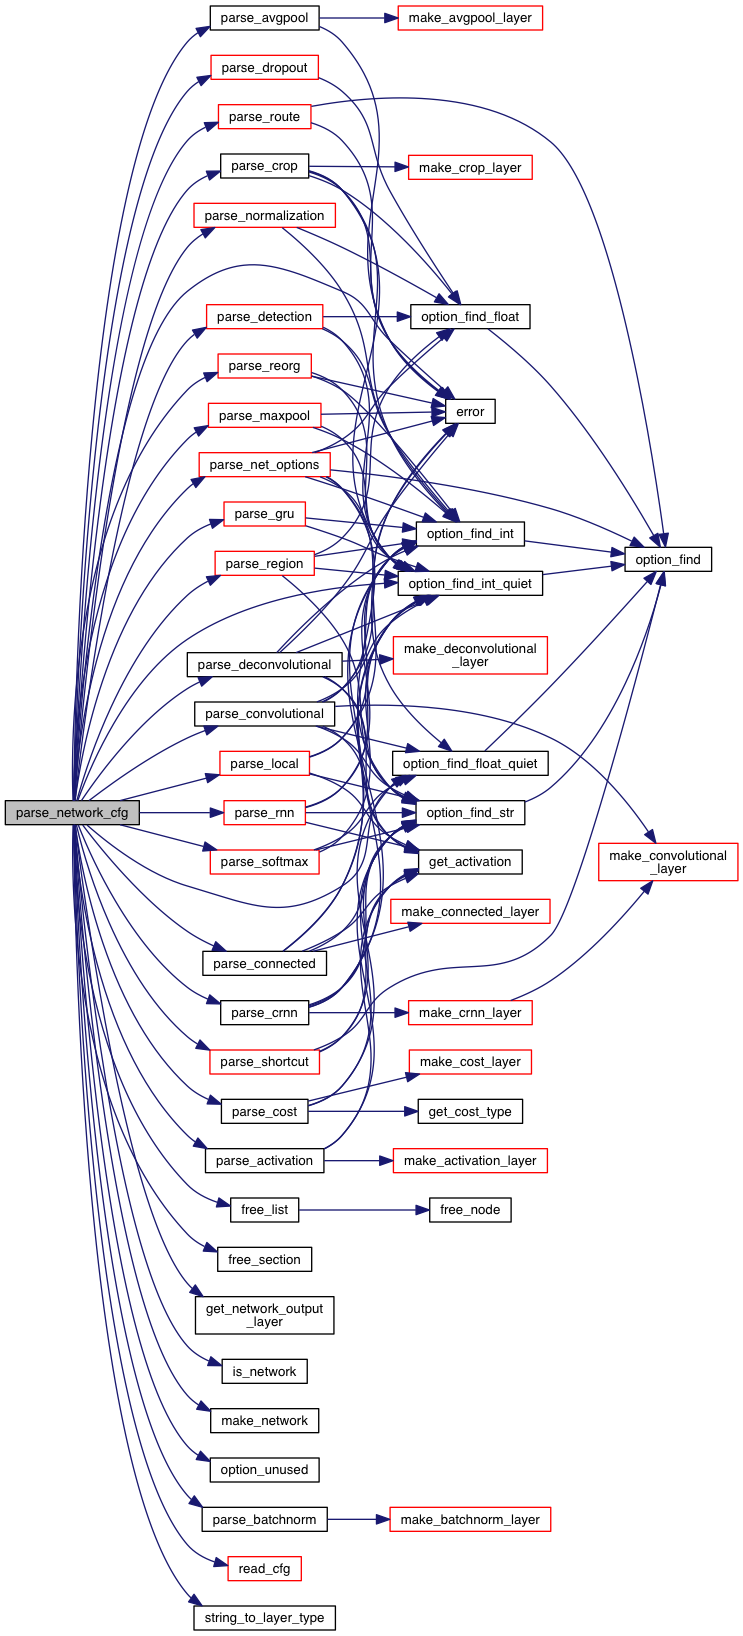 parse_network_cfg
parse_avgpool
parse_dropout
parse_route
parse_crop
parse_normalization
parse_detection
parse_reorg
parse_maxpool
parse_net_options
parse_gru
parse_region
parse_deconvolutional
parse_convolutional
parse_local
parse_rnn
parse_softmax
parse_connected
parse_crnn
parse_shortcut
parse_cost
parse_activation
free_list
free_section
get_network_output
_layer
is_network
make_network
option_unused
parse_batchnorm
read_cfg
string_to_layer_type
make_avgpool_layer
make_crop_layer
option_find_float
error
option_find_int
option_find_int_quiet
make_deconvolutional
_layer
option_find_float_quiet
option_find_str
get_activation
make_connected_layer
make_crnn_layer
make_cost_layer
get_cost_type
make_activation_layer
free_node
make_batchnorm_layer
option_find
make_convolutional
_layer